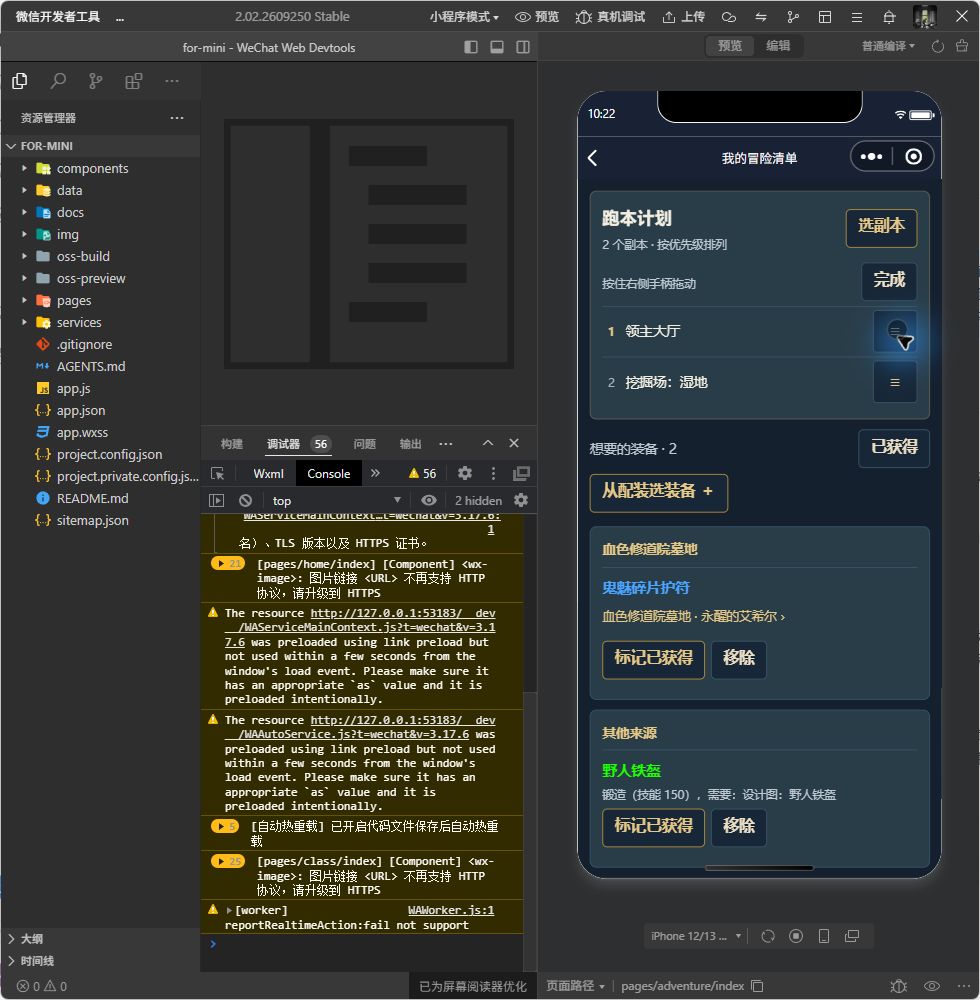 微信开发者工具 ... 2.02.2609250 Stable 小程序模式 预览 真机调试 上传
for-mini - WeChat Web Devtools
预览 编辑 普通编译
资源管理器
FOR-MINI
components
data
docs
img
oss-build
oss-preview
pages
services
.gitignore
AGENTS.md
app.js
app.json
app.wxss
project.config.json
project.private.config.js...
README.md
sitemap.json
大纲
时间线
0 0
构建 调试器 56 问题 输出
Wxml Console 56
top 2 hidden
WAServiceMainContext.…t=wechat&v=3.17.6:
1
名）、TLS 版本以及 HTTPS 证书。
21 [pages/home/index] [Component] <wx-
image>: 图片链接 <URL> 不再支持 HTTP
协议，请升级到 HTTPS
The resource http://127.0.0.1:53183/__dev
__/WAServiceMainContext.js?t=wechat&v=3.1
7.6 was preloaded using link preload but
not used within a few seconds from the
window's load event. Please make sure it
has an appropriate `as` value and it is
preloaded intentionally.
The resource http://127.0.0.1:53183/__dev
__/WAAutoService.js?t=wechat&v=3.17.6 was
preloaded using link preload but not used
within a few seconds from the window's
load event. Please make sure it has an
appropriate `as` value and it is
preloaded intentionally.
5 [自动热重载] 已开启代码文件保存后自动热重
载
25 [pages/class/index] [Component] <wx-
image>: 图片链接 <URL> 不再支持 HTTP
协议，请升级到 HTTPS
[worker] WAWorker.js:1
reportRealtimeAction:fail not support
已为屏幕阅读器优化
10:22
我的冒险清单
跑本计划
选副本
2 个副本 · 按优先级排列
按住右侧手柄拖动
完成
1 领主大厅
2 挖掘场：湿地
想要的装备 · 2
已获得
从配装选装备 +
血色修道院墓地
鬼魅碎片护符
血色修道院墓地 · 永醒的艾希尔 ›
标记已获得 移除
其他来源
野人铁盔
锻造（技能 150），需要：设计图：野人铁盔
标记已获得 移除
iPhone 12/13 ...
页面路径 pages/adventure/index